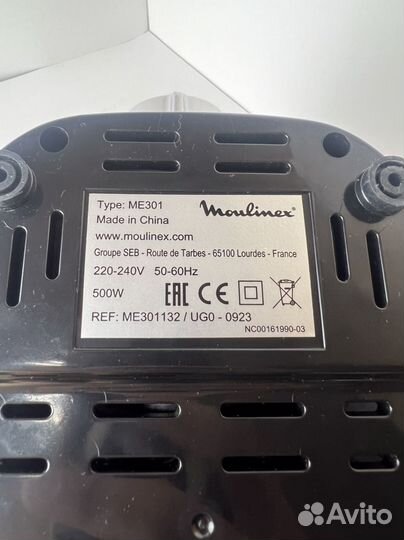 Type: ME301
Moulinex
Made in China
www.moulinex.com
Groupe SEB - Route de Tarbes - 65100 Lourdes - France
220-240V 50-60Hz
500W EAC CE
REF: ME301132 / UG0 - 0923
NC00161990-03
Avito